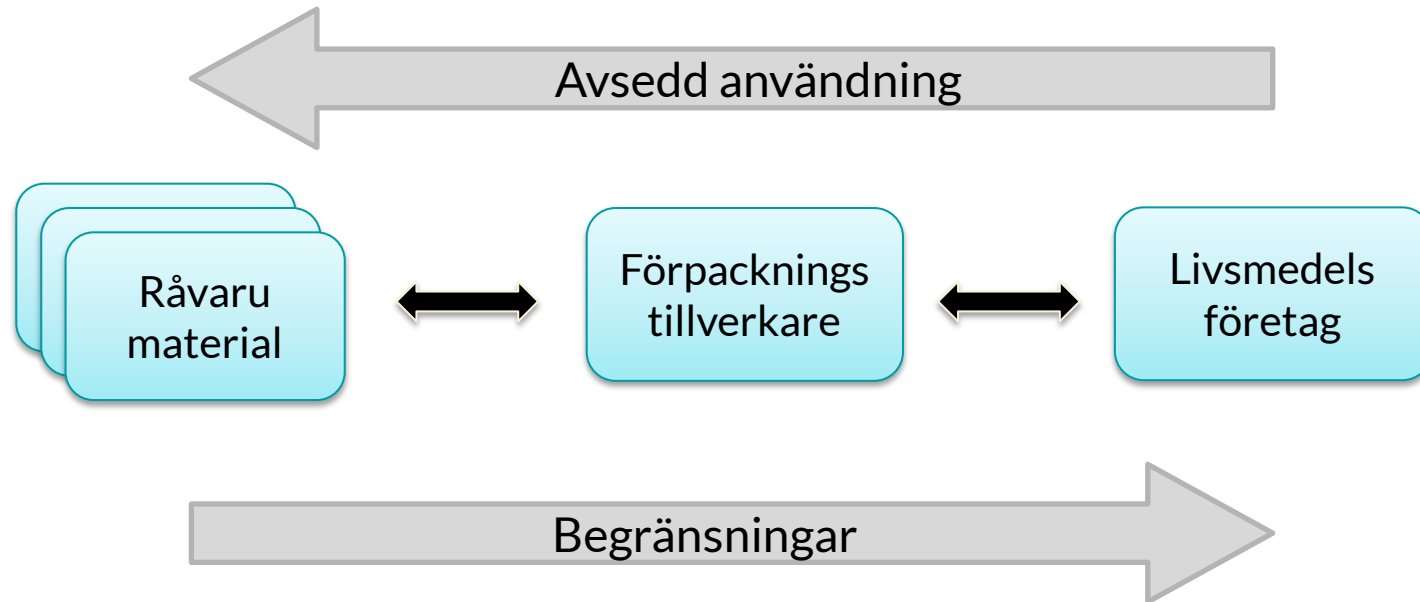 Avsedd användning
Råvaru
material
Förpacknings
tillverkare
Livsmedels
företag
Begränsningar